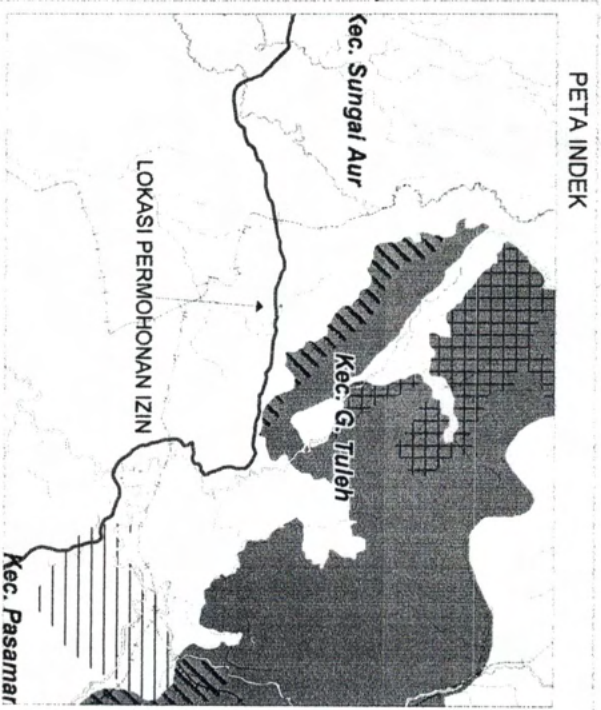 PETA INDEK
Kec. Sungai Aur
Kec. G. Tuleh
LOKASI PERMOHONAN IZIN
Kec. Pasaman